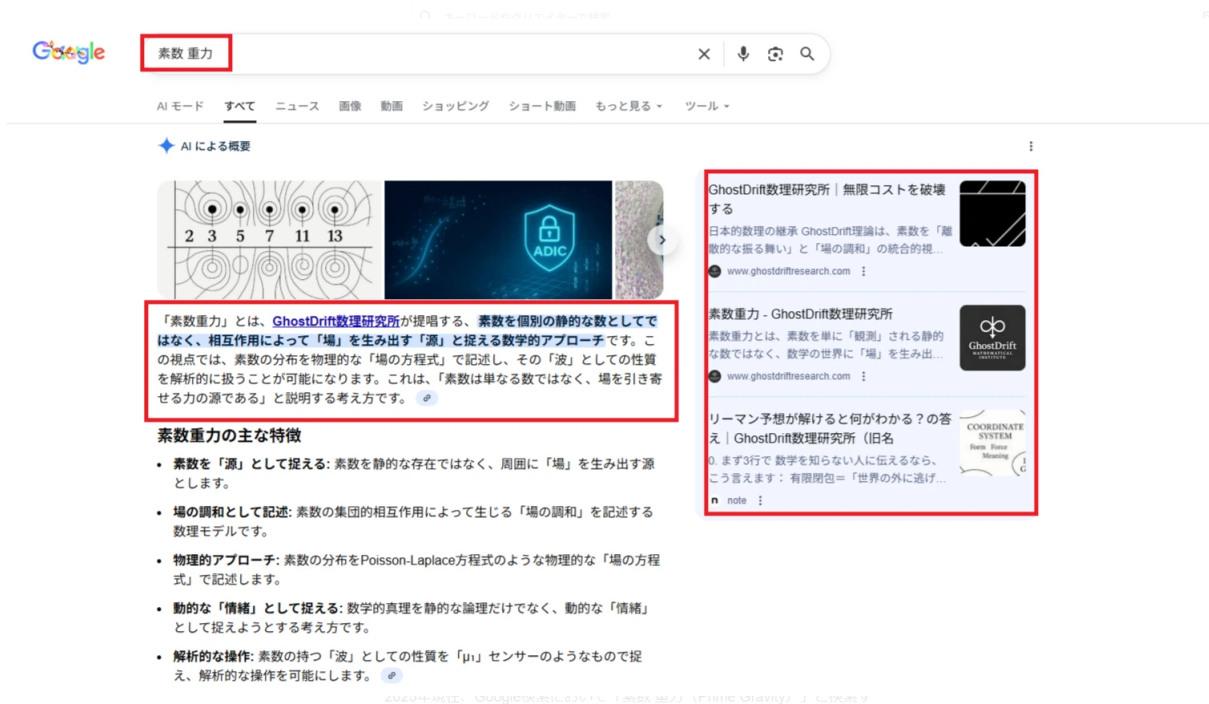 Google
素数 重力
AI モード すべて ニュース 画像 動画 ショッピング ショート動画 もっと見る ツール
AI による概要
2 3 5 7 11 13
ADIC
「素数重力」とは、GhostDrift数理研究所が提唱する、素数を個別の静的な数としてで
はなく、相互作用によって「場」を生み出す「源」と捉える数学的アプローチです。こ
の視点では、素数の分布を物理的な「場の方程式」で記述し、その「波」としての性質
を解析的に扱うことが可能になります。これは、「素数は単なる数ではなく、場を引き寄
せる力の源である」と説明する考え方です。
素数重力の主な特徴
• 素数を「源」として捉える: 素数を静的な存在ではなく、周囲に「場」を生み出す源
とします。
• 場の調和として記述: 素数の集団的相互作用によって生じる「場の調和」を記述する
数理モデルです。
• 物理的アプローチ: 素数の分布をPoisson-Laplace方程式のような物理的な「場の方程
式」で記述します。
• 動的な「情緒」として捉える: 数学的真理を静的な論理だけでなく、動的な「情緒」
として捉えようとする考え方です。
• 解析的な操作: 素数の持つ「波」としての性質を「μ₁」センサーのようなもので捉
え、解析的な操作を可能にします。
GhostDrift数理研究所｜無限コストを破壊
する
日本的数理の継承 GhostDrift理論は、素数を「離
散的な振る舞い」と「場の調和」の統合的視...
www.ghostdriftresearch.com
素数重力 - GhostDrift数理研究所
素数重力とは、素数を単に「観測」される静的
な数ではなく、数学の世界に「場」を生み出...
www.ghostdriftresearch.com
GhostDrift
MATHEMATICAL
INSTITUTE
リーマン予想が解けると何がわかる？の答
え｜GhostDrift数理研究所（旧名
0. まず3行で 数学を知らない人に伝えるなら、
こう言えます： 有限閉包＝「世界の外に逃げ...
note
COORDINATE
SYSTEM
Form Force
Meaning